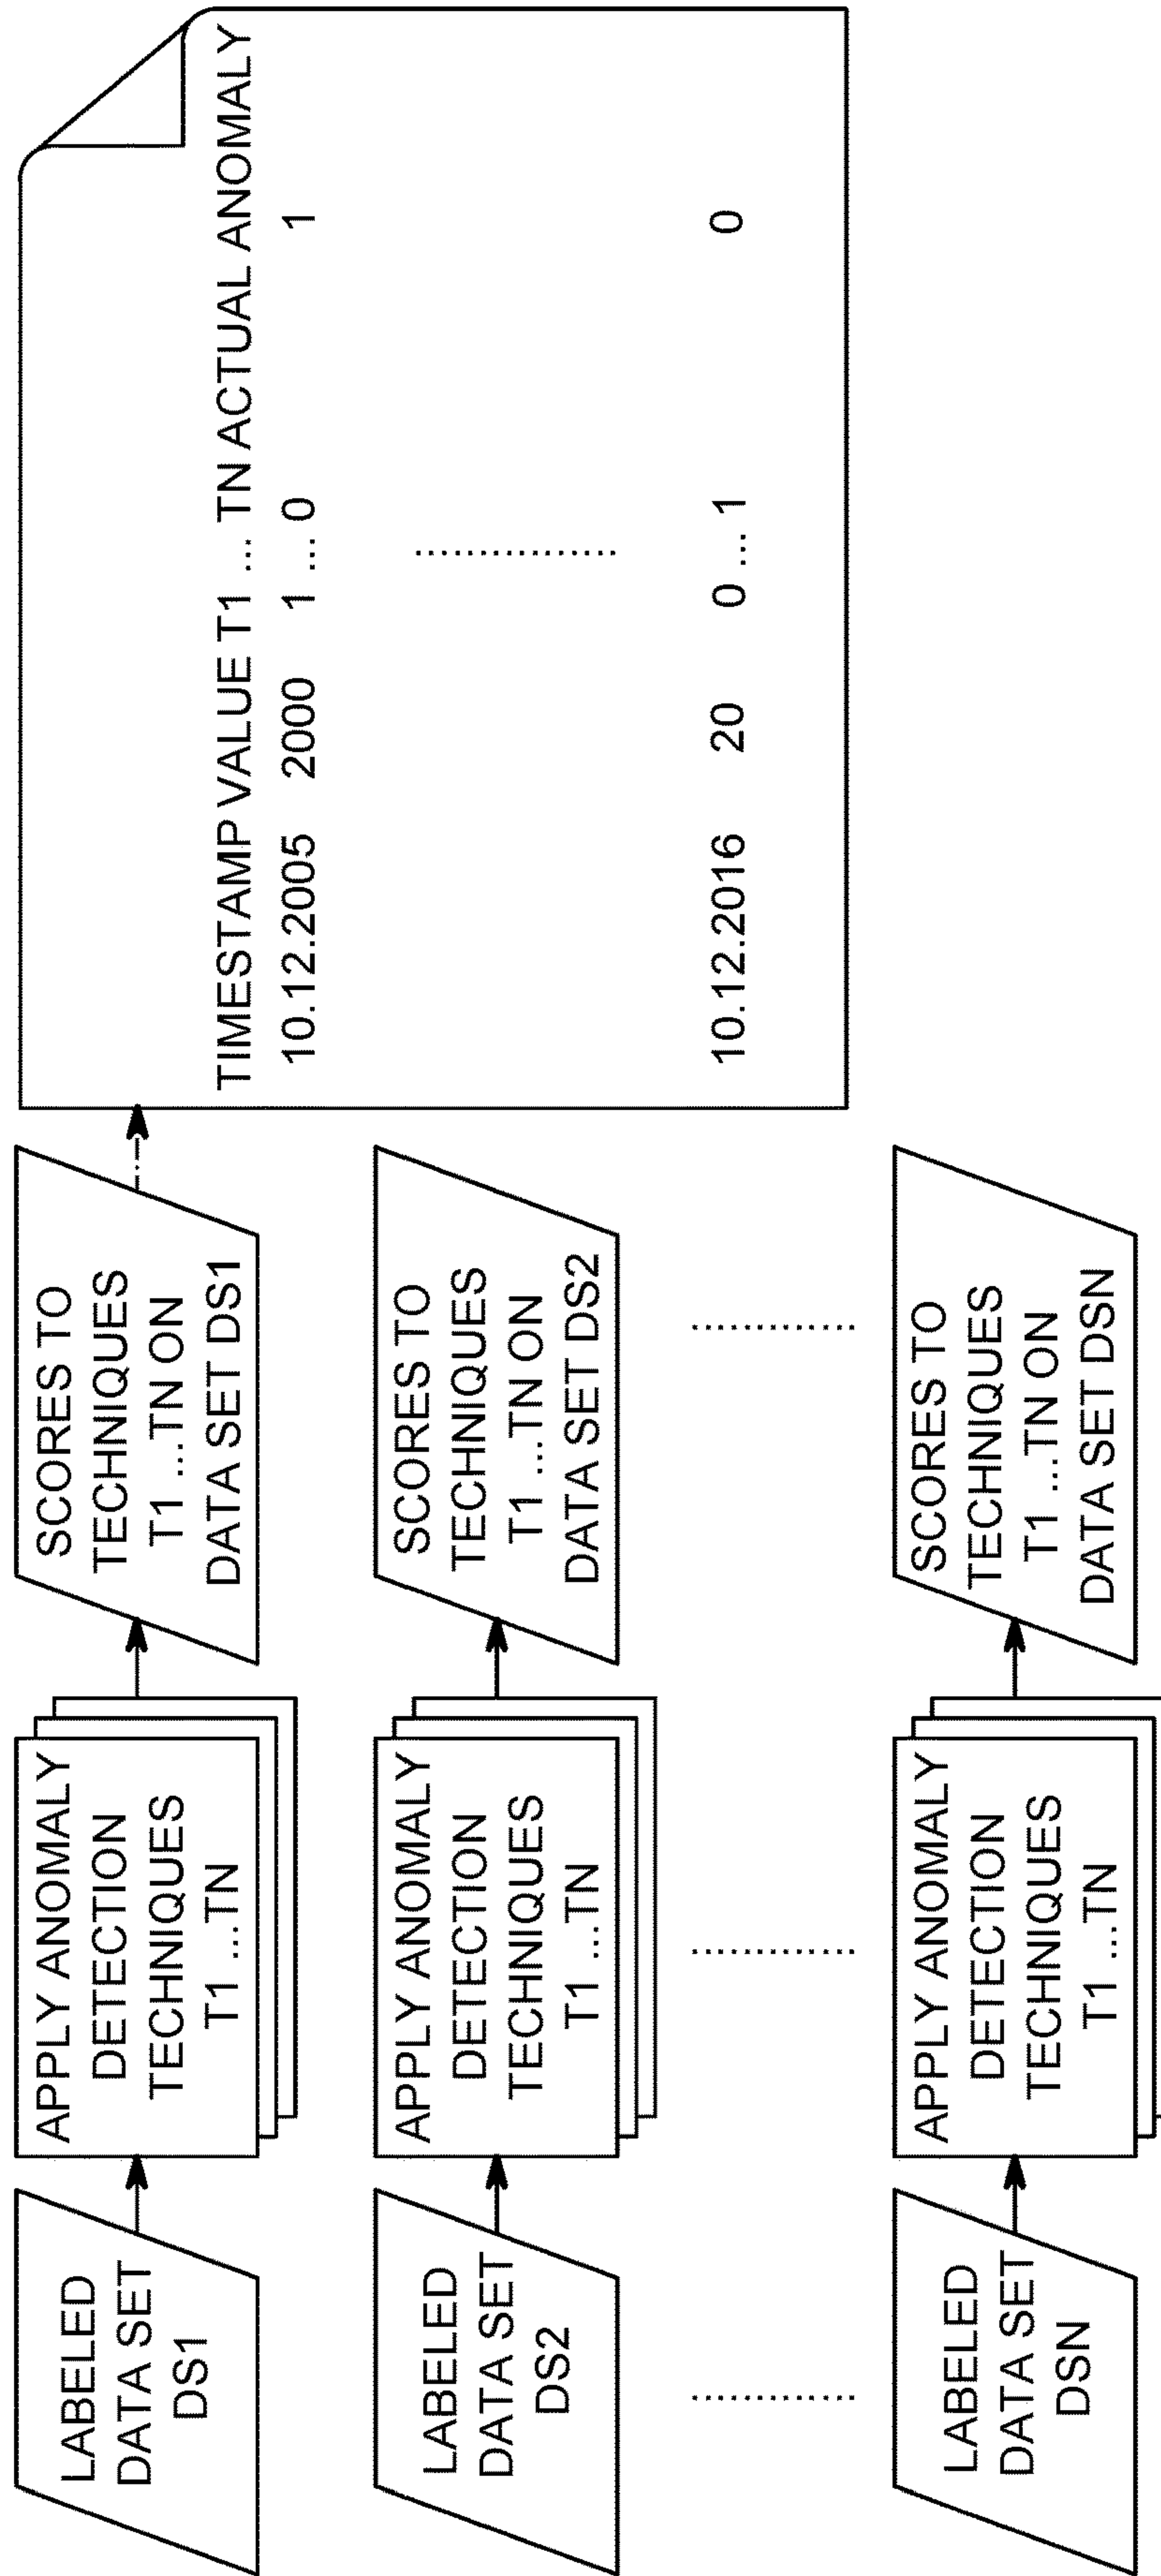 LABELED
DATA SET
DS1
APPLY ANOMALY
DETECTION
TECHNIQUES
T1 ...TN
SCORES TO
TECHNIQUES
T1 ...TN ON
DATA SET DS1
TIMESTAMP VALUE T1 ... TN ACTUAL ANOMALY
10.12.2005 2000 1 ... 0 1
10.12.2016 20 0 ... 1 0
LABELED
DATA SET
DS2
APPLY ANOMALY
DETECTION
TECHNIQUES
T1 ...TN
SCORES TO
TECHNIQUES
T1 ...TN ON
DATA SET DS2
LABELED
DATA SET
DSN
APPLY ANOMALY
DETECTION
TECHNIQUES
T1 ...TN
SCORES TO
TECHNIQUES
T1 ...TN ON
DATA SET DSN